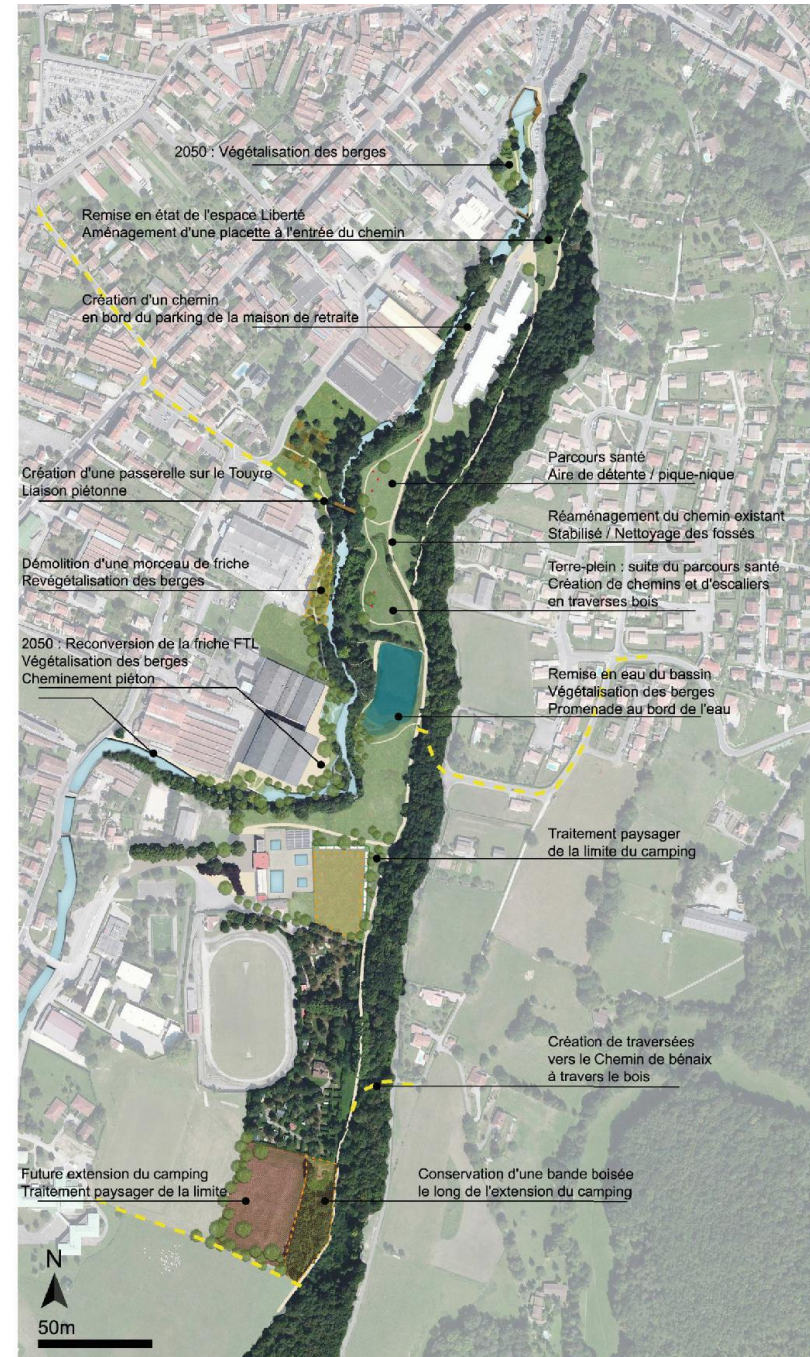 2050 : Végétalisation des berges
Remise en état de l'espace Liberté
Aménagement d'une placette à l'entrée du chemin
Création d'un chemin
en bord du parking de la maison de retraite
Parcours santé
Aire de détente / pique-nique
Création d'une passerelle sur le Touyre
Liaison piétonne
Réaménagement du chemin existant
Stabilisé / Nettoyage des fossés
Démolition d'une morceau de friche
Revégétalisation des berges
Terre-plein : suite du parcours santé
Création de chemins et d'escaliers
en traverses bois
2050 : Reconversion de la friche FTL
Végétalisation des berges
Cheminement piéton
Remise en eau du bassin
Végétalisation des berges
Promenade au bord de l'eau
Traitement paysager
de la limite du camping
Création de traversées
vers le Chemin de bénaix
à travers le bois
Future extension du camping
Traitement paysager de la limite
Conservation d'une bande boisée
le long de l'extension du camping
N
50m